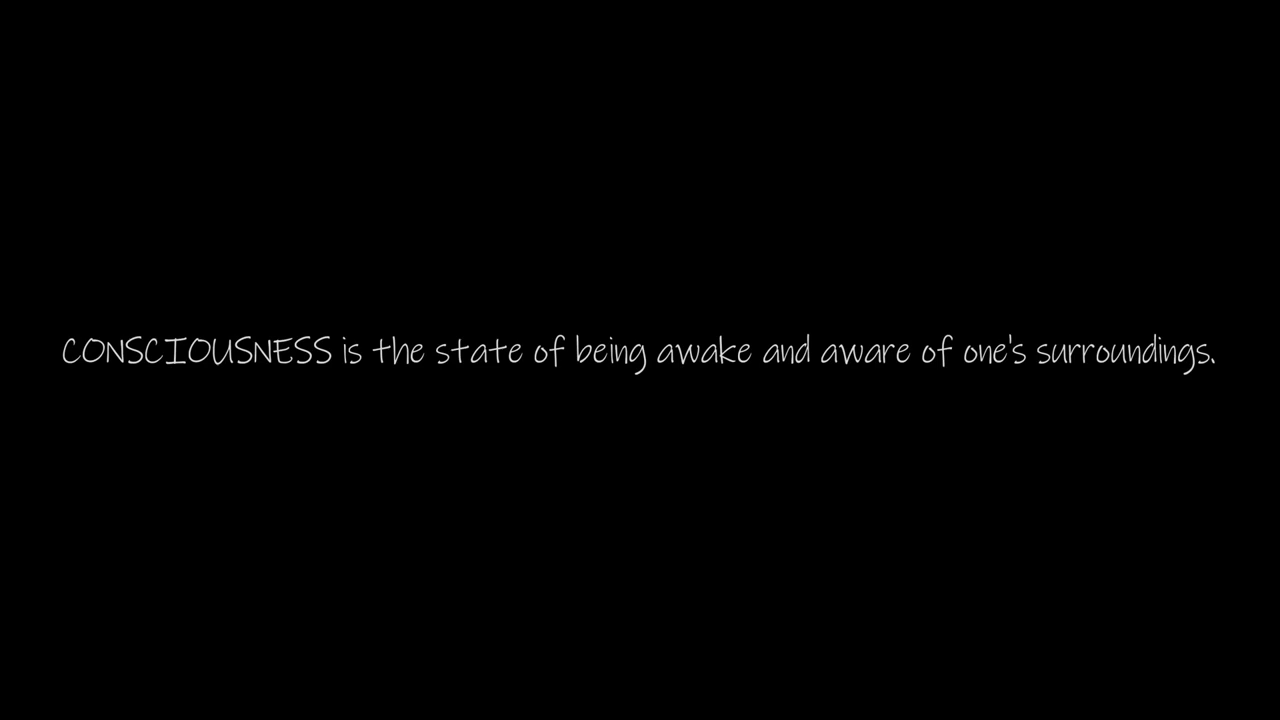 CONSCIOUSNESS is the state of being awake and aware of one's surroundings.